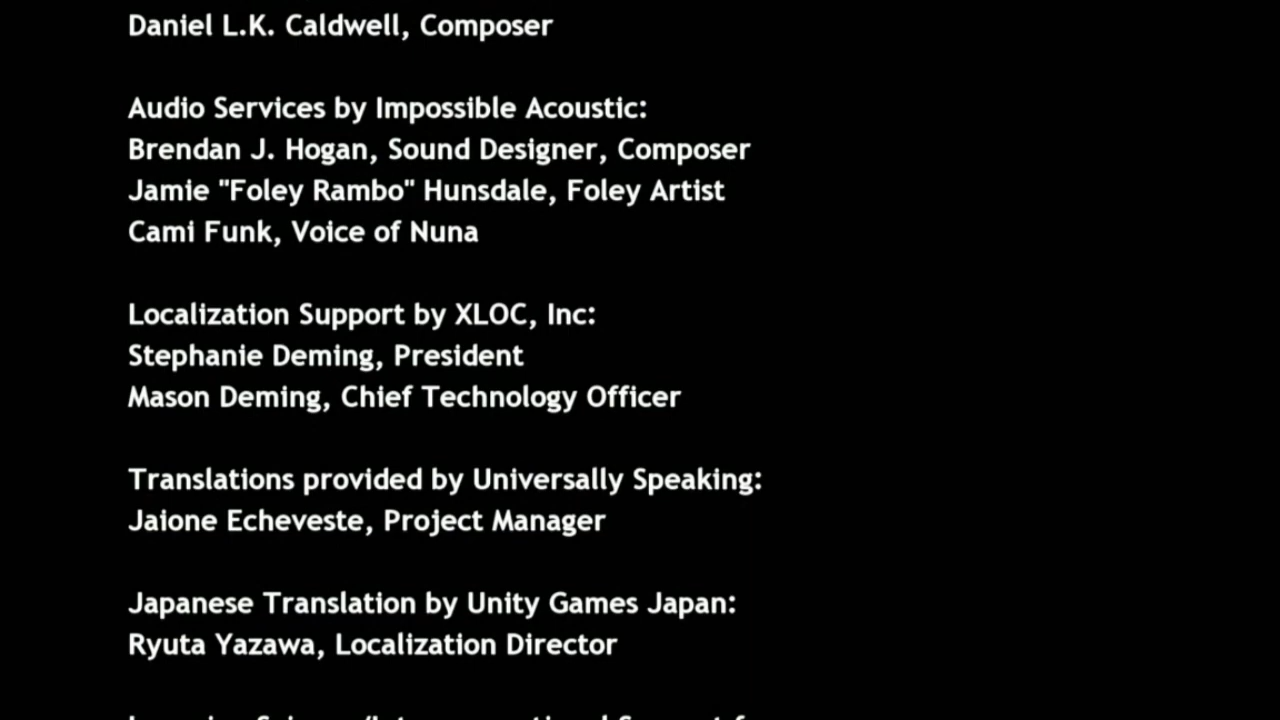 Daniel L.K. Caldwell, Composer
Audio Services by Impossible Acoustic:
Brendan J. Hogan, Sound Designer, Composer
Jamie "Foley Rambo" Hunsdale, Foley Artist
Cami Funk, Voice of Nuna
Localization Support by XLOC, Inc:
Stephanie Deming, President
Mason Deming, Chief Technology Officer
Translations provided by Universally Speaking:
Jaione Echeveste, Project Manager
Japanese Translation by Unity Games Japan:
Ryuta Yazawa, Localization Director